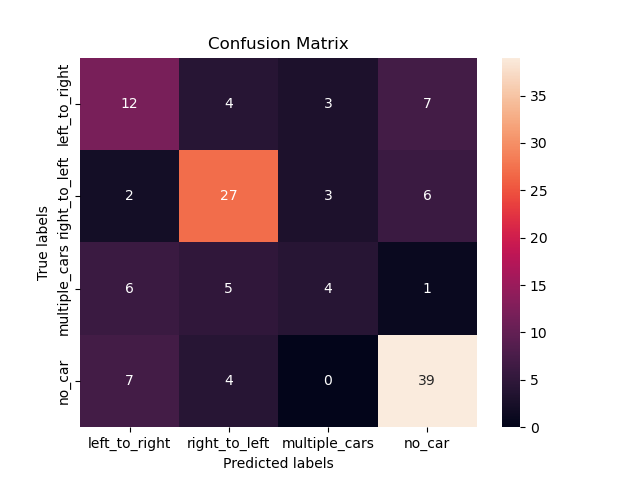 Confusion Matrix
left_to_right
12 4 3 7
right_to_left
2 27 3 6
multiple_cars
6 5 4 1
no_car
7 4 0 39
True labels
left_to_right right_to_left multiple_cars no_car
Predicted labels
35
30
25
20
15
10
5
0